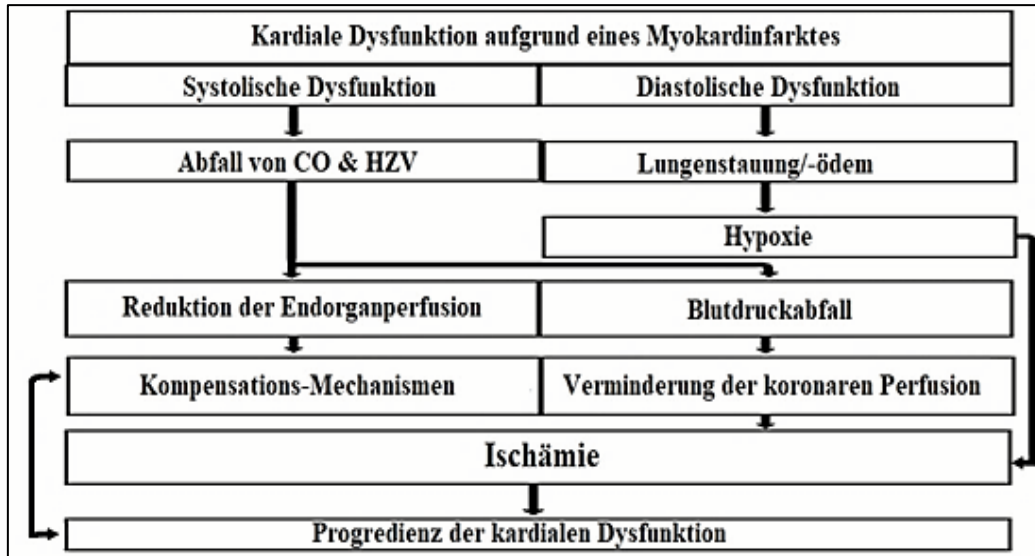 Kardiale Dysfunktion aufgrund eines Myokardinfarktes
Systolische Dysfunktion
Diastolische Dysfunktion
Abfall von CO & HZV
Lungenstauung/-ödem
Hypoxie
Reduktion der Endorganperfusion
Blutdruckabfall
Kompensations-Mechanismen
Verminderung der koronaren Perfusion
Ischämie
Progredienz der kardialen Dysfunktion